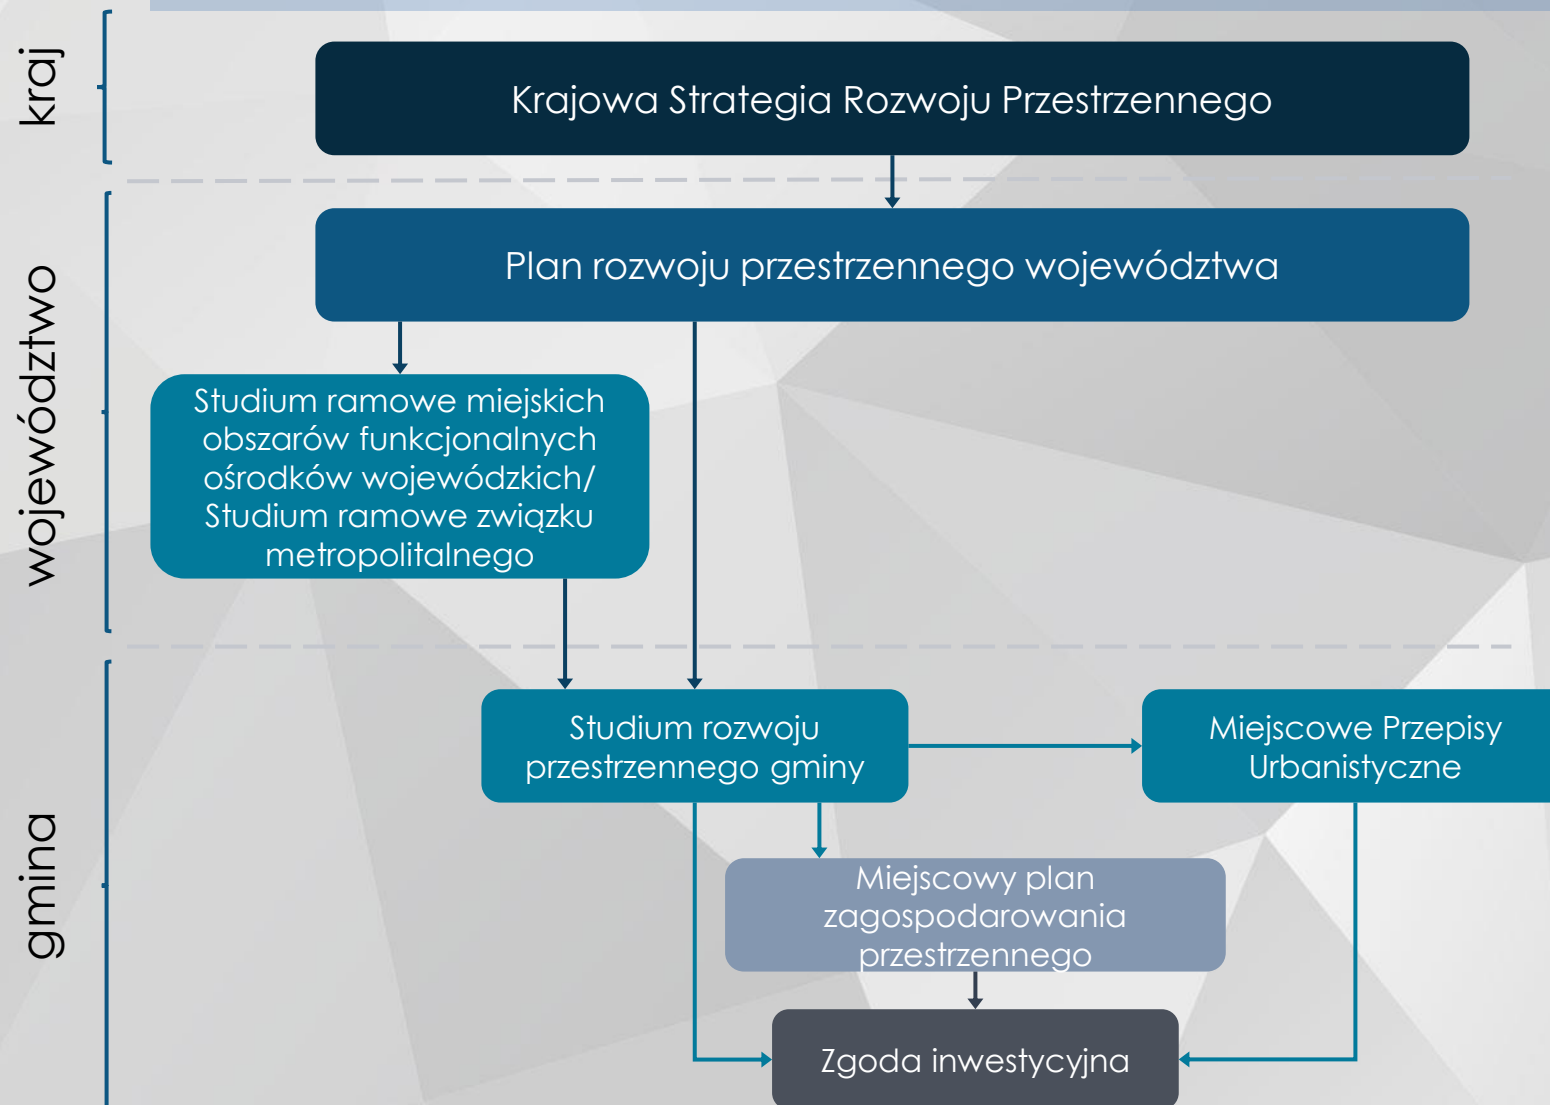 kraj
Krajowa Strategia Rozwoju Przestrzennego
województwo
Plan rozwoju przestrzennego województwa
Studium ramowe miejskich
obszarów funkcjonalnych
ośrodków wojewódzkich/
Studium ramowe związku
metropolitalnego
gmina
Studium rozwoju
przestrzennego gminy
Miejscowe Przepisy
Urbanistyczne
Miejscowy plan
zagospodarowania
przestrzennego
Zgoda inwestycyjna